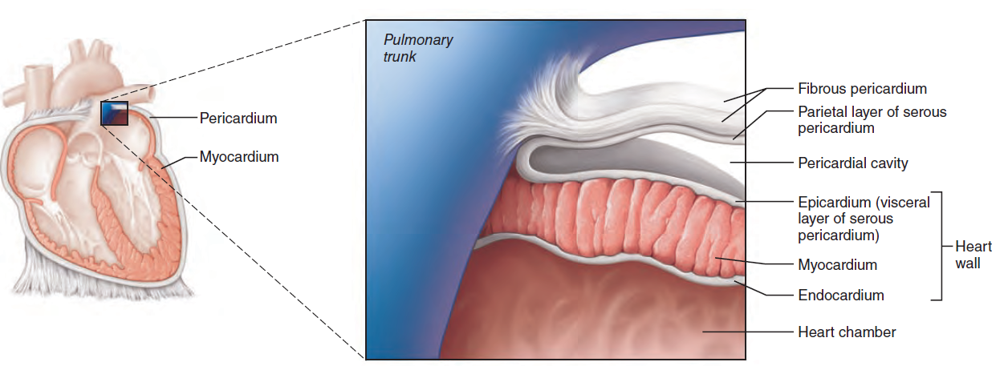 Pulmonary
trunk
Pericardium
Myocardium
Fibrous pericardium
Parietal layer of serous
pericardium
Pericardial cavity
Epicardium (visceral
layer of serous
pericardium)
Myocardium
Endocardium
Heart
wall
Heart chamber